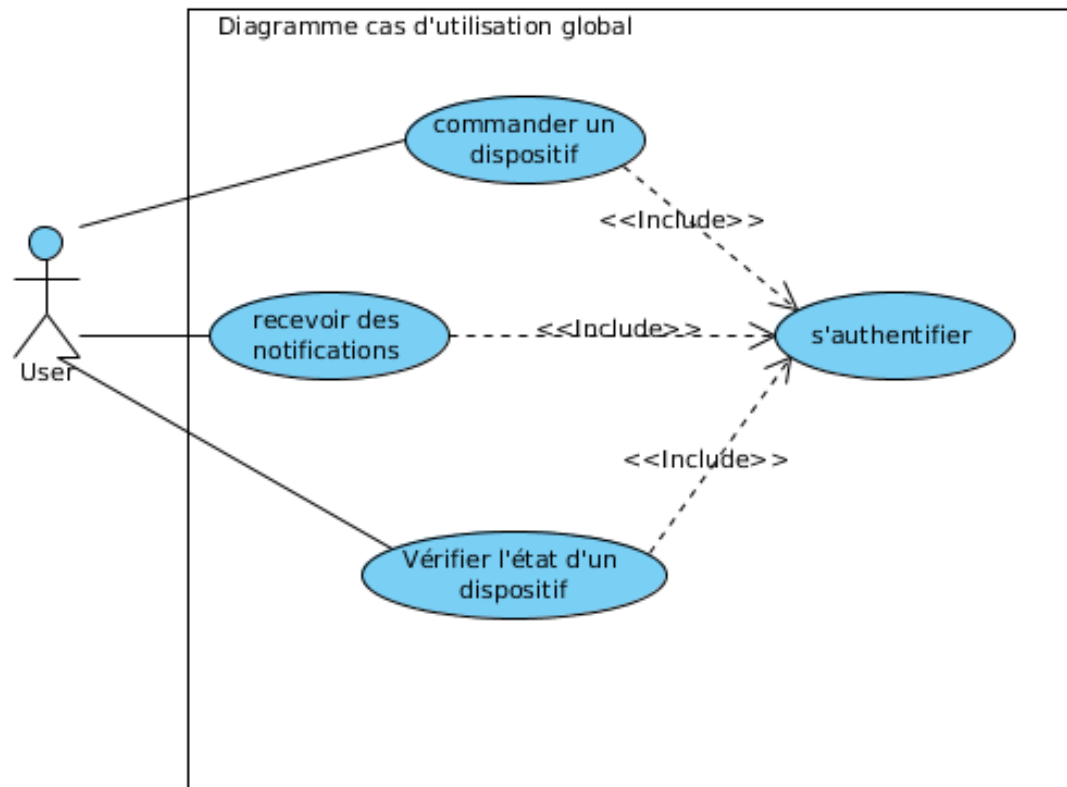 Diagramme cas d'utilisation global
commander un
dispositif
<<Include>>
recevoir des
notifications
<<Include>>
s'authentifier
User
<<Include>>
Vérifier l'état d'un
dispositif